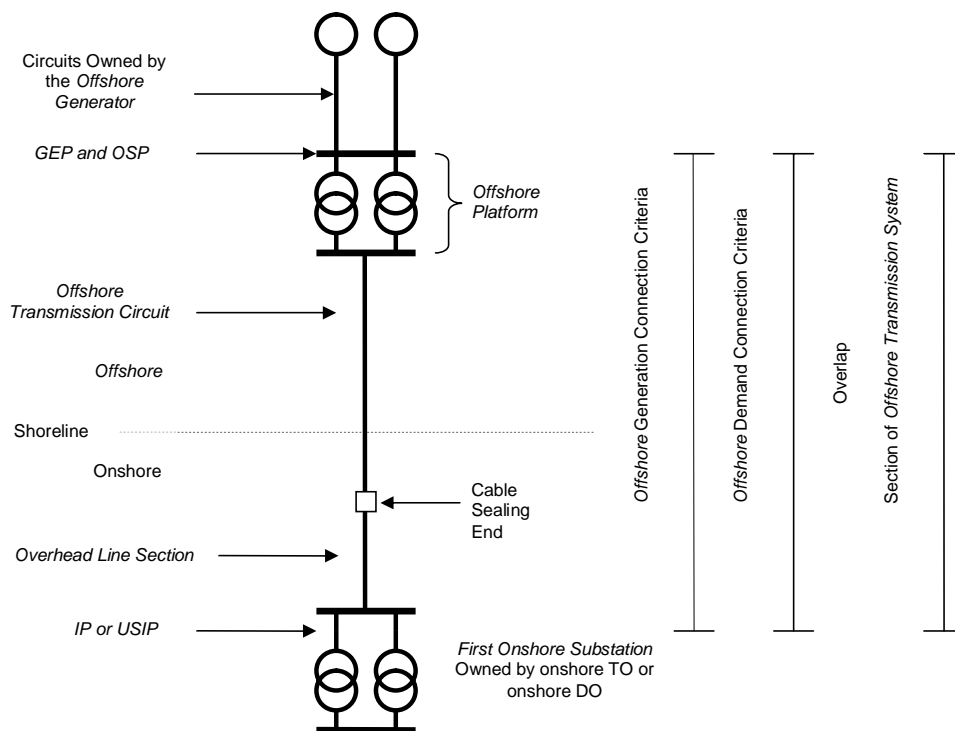 Circuits Owned by
the Offshore
Generator
GEP and OSP
Offshore
Platform
Offshore
Transmission Circuit
Offshore
Shoreline
Onshore
Cable
Sealing
End
Overhead Line Section
IP or USIP
First Onshore Substation
Owned by onshore TO or
onshore DO
Offshore Generation Connection Criteria
Offshore Demand Connection Criteria
Overlap
Section of Offshore Transmission System